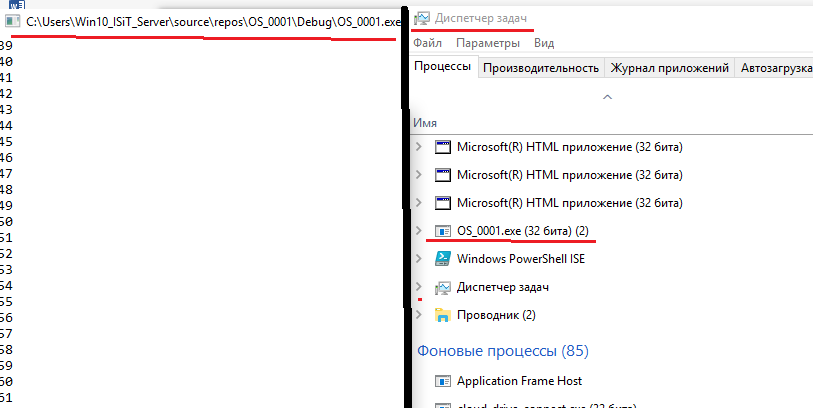 C:\Users\Win10_ISiT_Server\source\repos\OS_0001\Debug\OS_0001.exe
39
40
41
42
43
44
45
46
47
48
49
50
51
52
53
54
55
56
57
58
59
60
61
Диспетчер задач
Файл Параметры Вид
Процессы Производительность Журнал приложений Автозагрузка
Имя
Microsoft(R) HTML приложение (32 бита)
Microsoft(R) HTML приложение (32 бита)
Microsoft(R) HTML приложение (32 бита)
OS_0001.exe (32 бита) (2)
Windows PowerShell ISE
Диспетчер задач
Проводник (2)
Фоновые процессы (85)
Application Frame Host